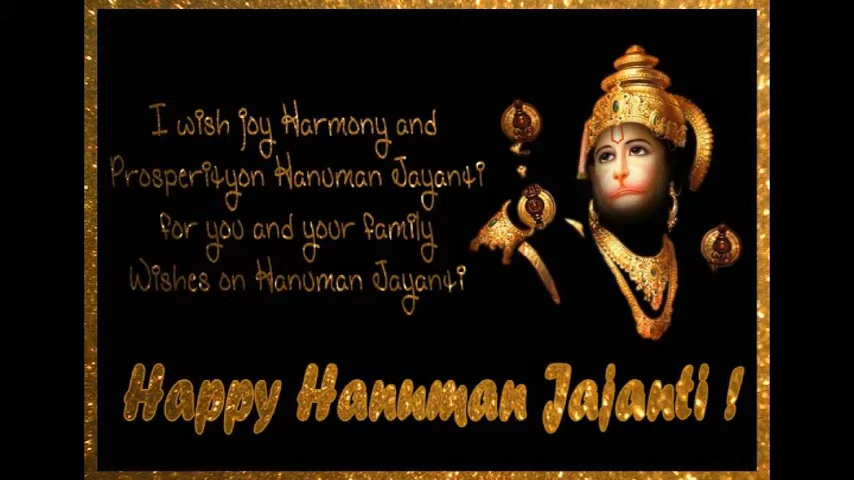 I wish joy Harmony and
Prosperityon Hanuman Jayanti
for you and your family
Wishes on Hanuman Jayanti
Happy Hanuman Jajanti !